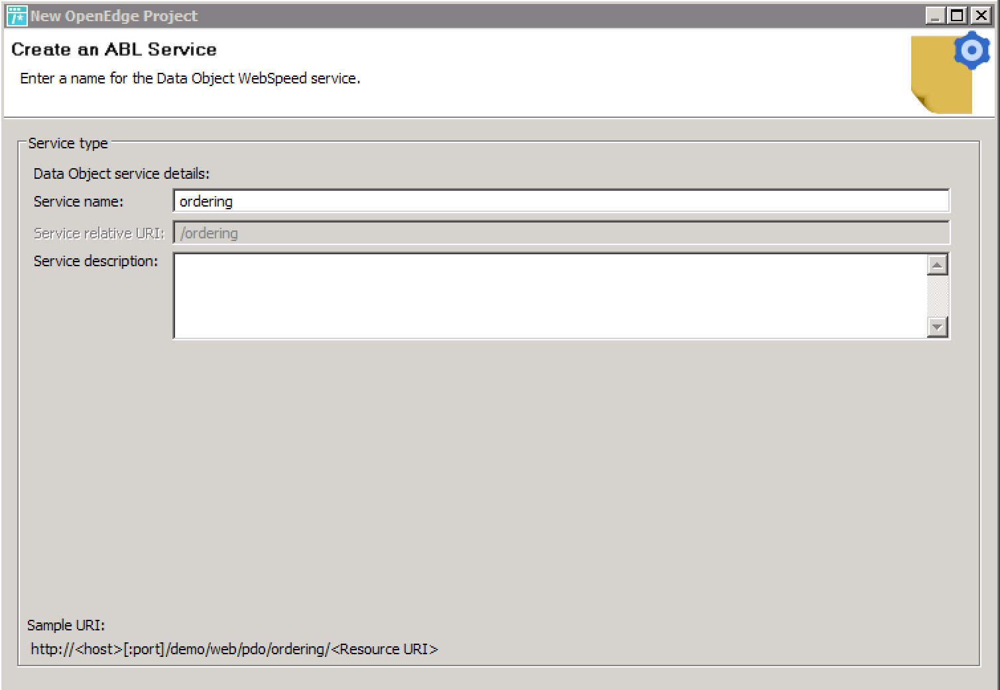 New OpenEdge Project
Create an ABL Service
Enter a name for the Data Object WebSpeed service.
Service type
Data Object service details:
Service name: ordering
Service relative URI: /ordering
Service description:
Sample URI:
http://<host>[:port]/demo/web/pdo/ordering/<Resource URI>